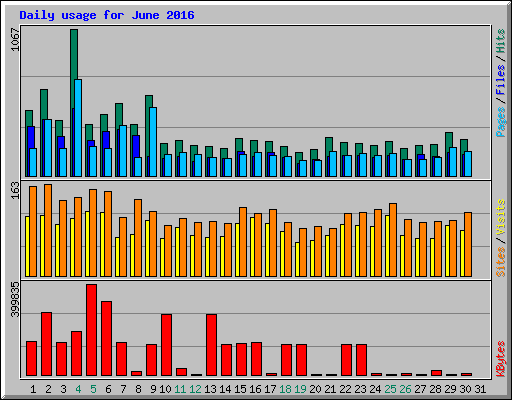 Daily usage for June 2016
1067
Pages / Files / Hits
163
Sites / Visits
399835
KBytes
1 2 3 4 5 6 7 8 9 10 11 12 13 14 15 16 17 18 19 20 21 22 23 24 25 26 27 28 29 30 31